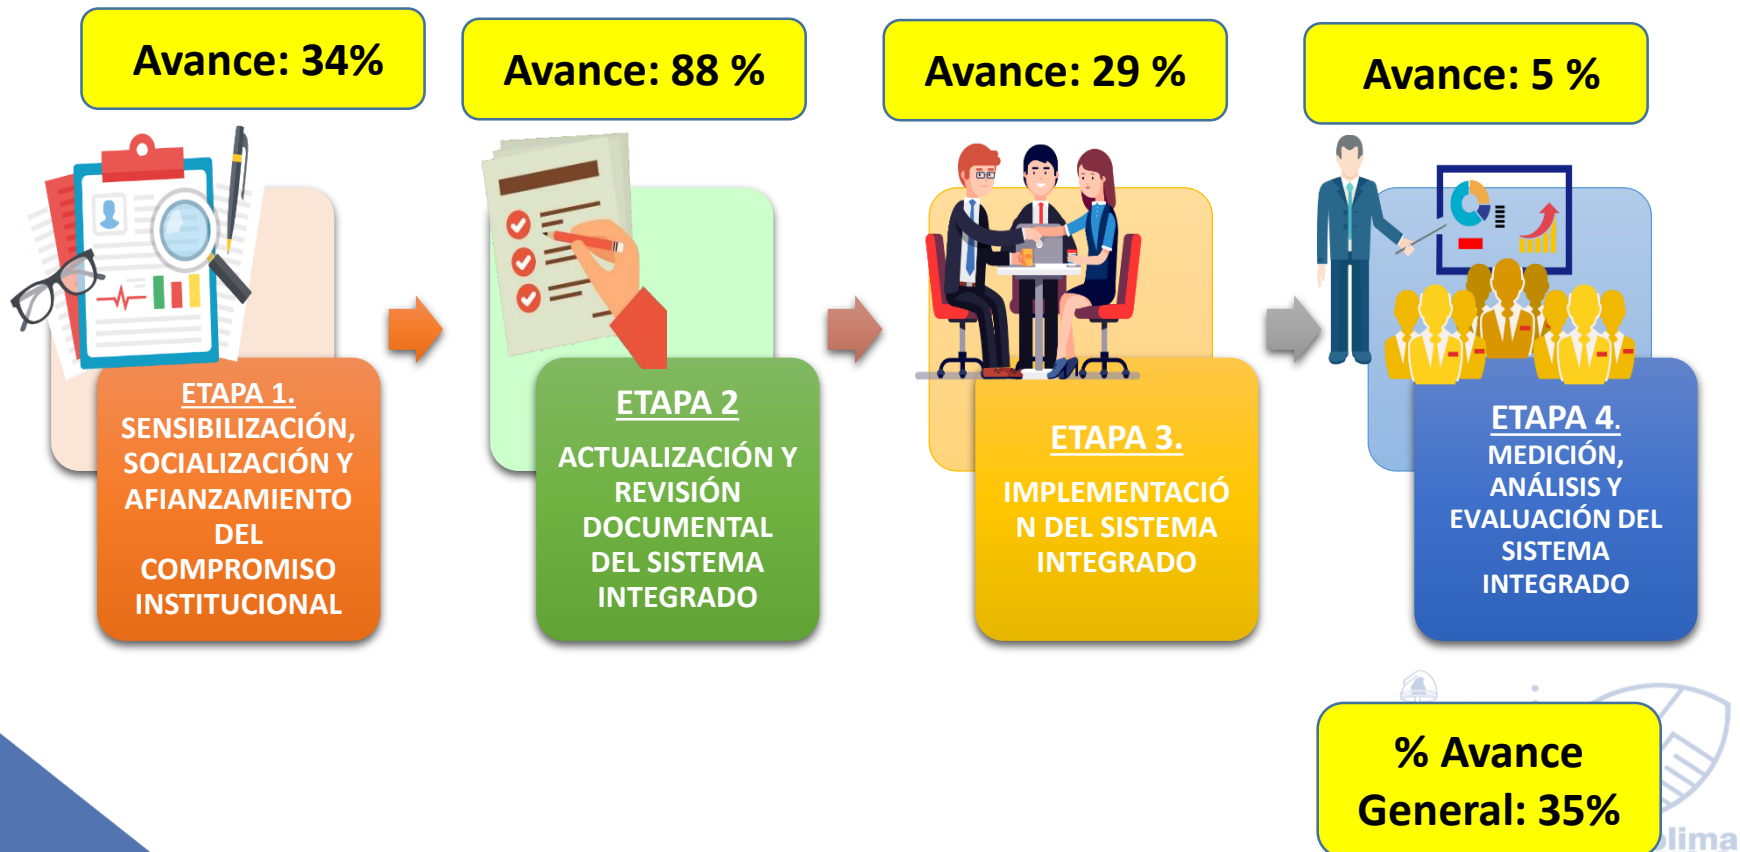 Avance: 34%
Avance: 88 %
Avance: 29 %
Avance: 5 %
ETAPA 1.
SENSIBILIZACIÓN,
SOCIALIZACIÓN Y
AFIANZAMIENTO
DEL
COMPROMISO
INSTITUCIONAL
ETAPA 2
ACTUALIZACIÓN Y
REVISIÓN
DOCUMENTAL
DEL SISTEMA
INTEGRADO
ETAPA 3.
IMPLEMENTACIÓ
N DEL SISTEMA
INTEGRADO
ETAPA 4.
MEDICIÓN,
ANÁLISIS Y
EVALUACIÓN DEL
SISTEMA
INTEGRADO
% Avance
General: 35%